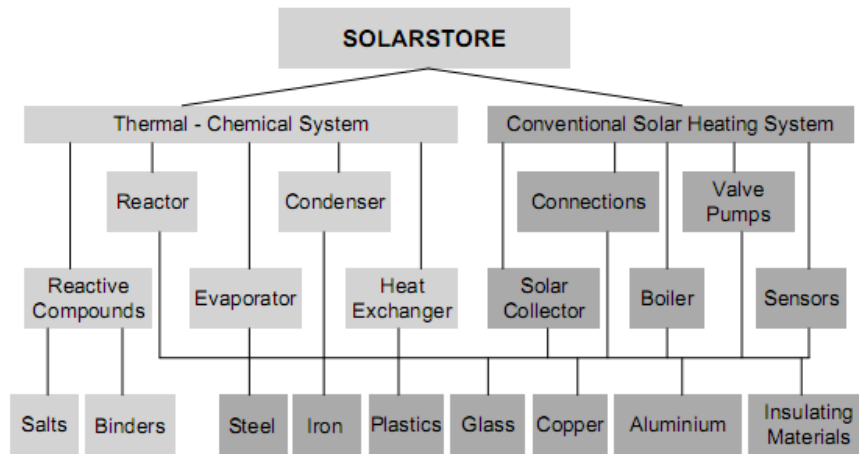 SOLARSTORE
Thermal - Chemical System
Conventional Solar Heating System
Reactor
Condenser
Connections
Valve
Pumps
Reactive
Compounds
Evaporator
Heat
Exchanger
Solar
Collector
Boiler
Sensors
Salts
Binders
Steel
Iron
Plastics
Glass
Copper
Aluminium
Insulating
Materials